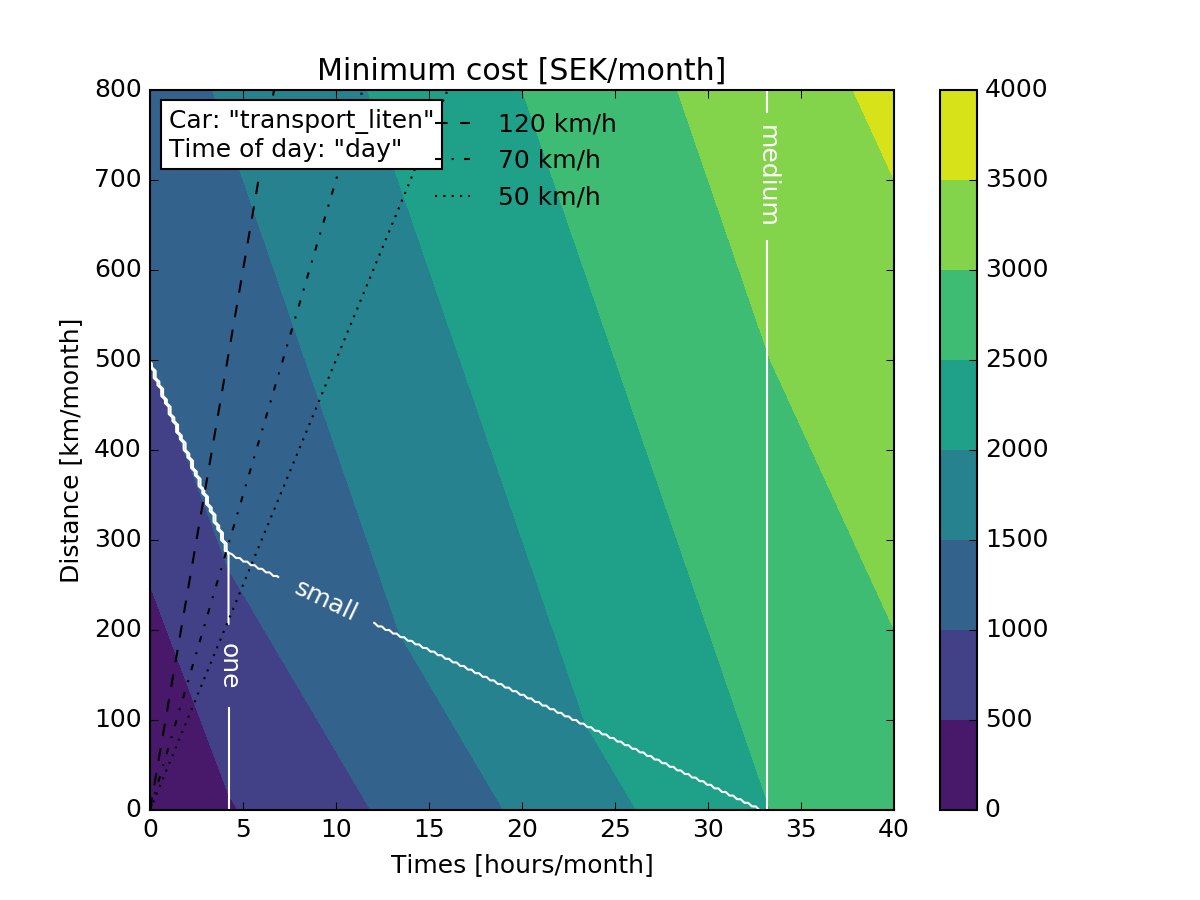 Minimum cost [SEK/month]
Car: "transport_liten"
Time of day: "day"
120 km/h
70 km/h
50 km/h
medium
small
one
Distance [km/month]
800
700
600
500
400
300
200
100
0
0 5 10 15 20 25 30 35 40
Times [hours/month]
4000
3500
3000
2500
2000
1500
1000
500
0